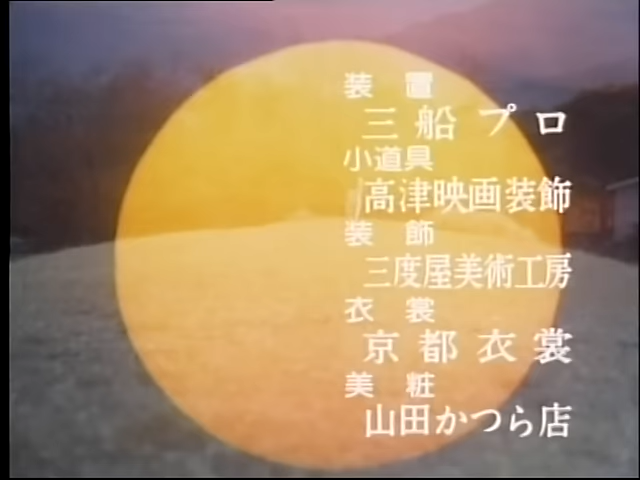 装置
三船プロ
小道具
高津映画装飾
装飾
三度屋美術工房
衣裳
京都衣裳
美粧
山田かつら店